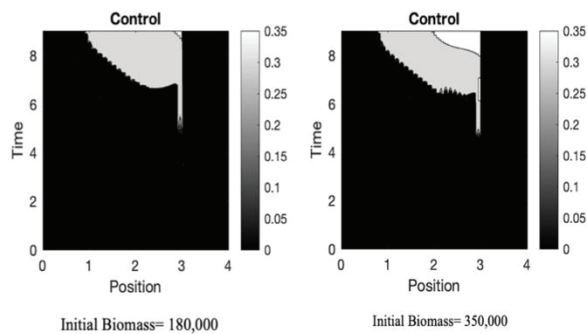 Control
0.35
0.3
0.25
0.2
0.15
0.1
0.05
0
8
6
4
2
0
Time
0 1 2 3 4
Position
Initial Biomass= 180,000
Control
0.35
0.3
0.25
0.2
0.15
0.1
0.05
0
8
6
4
2
0
Time
0 1 2 3 4
Position
Initial Biomass= 350,000